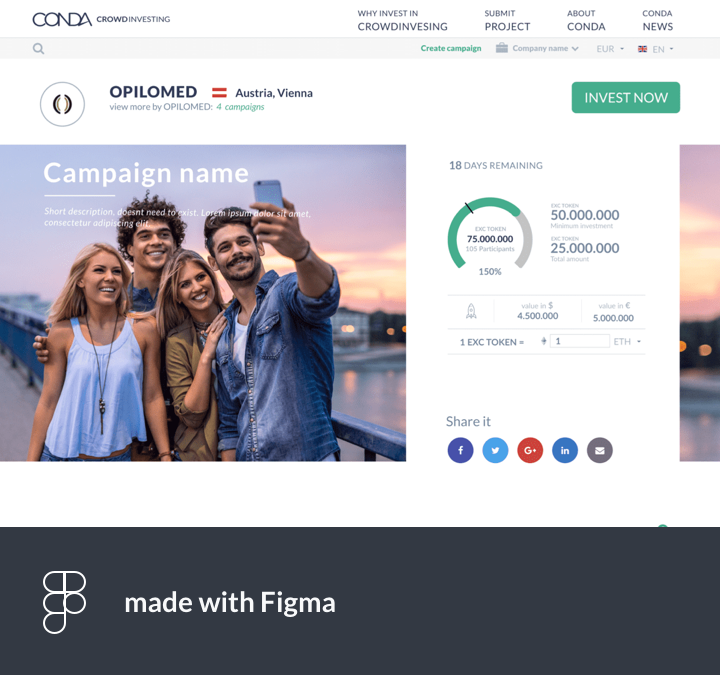 CONDA CROWDINVESTING
WHY INVEST IN
CROWDINVESING
SUBMIT
PROJECT
ABOUT
CONDA
CONDA
NEWS
Create campaign
Company name
EUR
EN
OPILOMED
Austria, Vienna
view more by OPILOMED: 4 campaigns
INVEST NOW
Campaign name
Short description, doesnt need to exist. Lorem ipsum dolor sit amet,
consectetur adipiscing elit.
18 DAYS REMAINING
EXC TOKEN
75.000.000
105 Participants
150%
EXC TOKEN
50.000.000
Minimum investment
EXC TOKEN
25.000.000
Total amount
value in $
4.500.000
value in €
5.000.000
1 EXC TOKEN = 1 ETH
Share it
f
G+
in
made with Figma